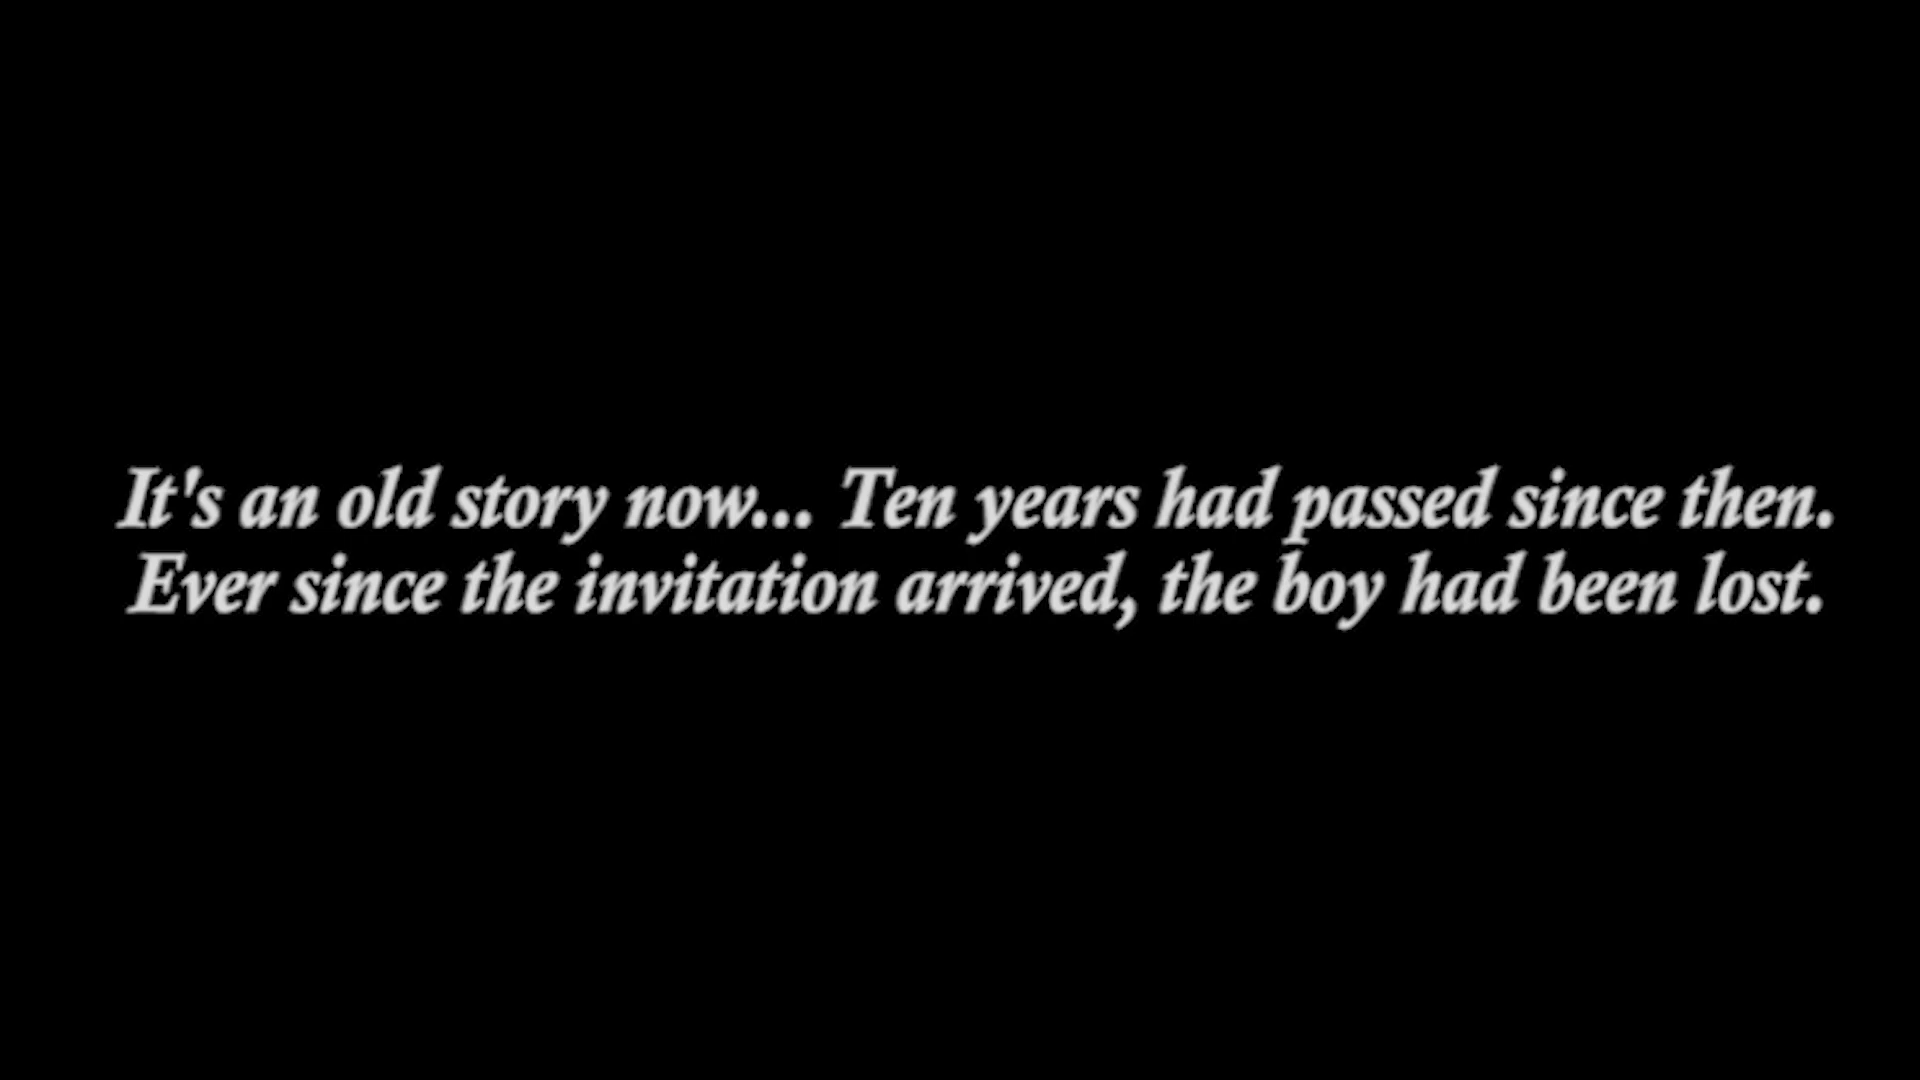 It's an old story now... Ten years had passed since then.
Ever since the invitation arrived, the boy had been lost.